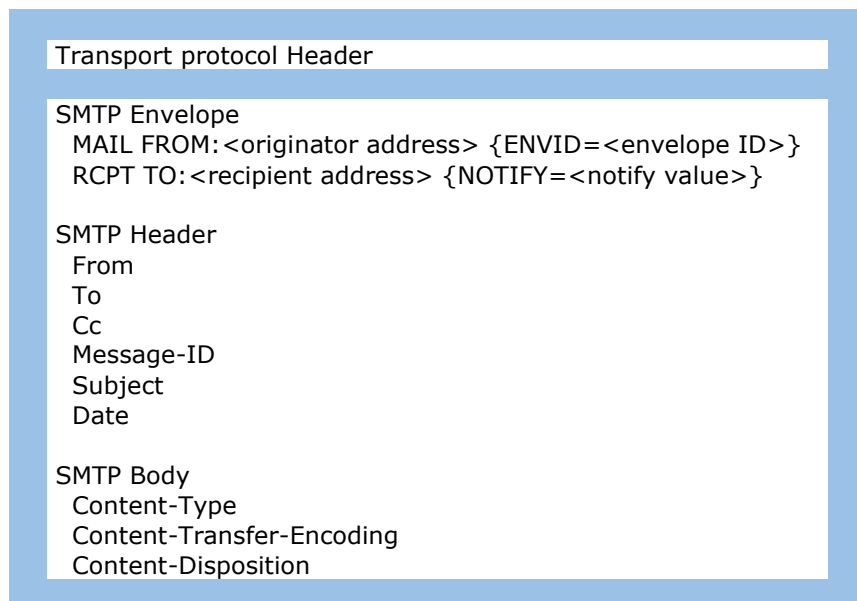 Transport protocol Header
SMTP Envelope
MAIL FROM:<originator address> {ENVID=<envelope ID>}
RCPT TO:<recipient address> {NOTIFY=<notify value>}
SMTP Header
From
To
Cc
Message-ID
Subject
Date
SMTP Body
Content-Type
Content-Transfer-Encoding
Content-Disposition